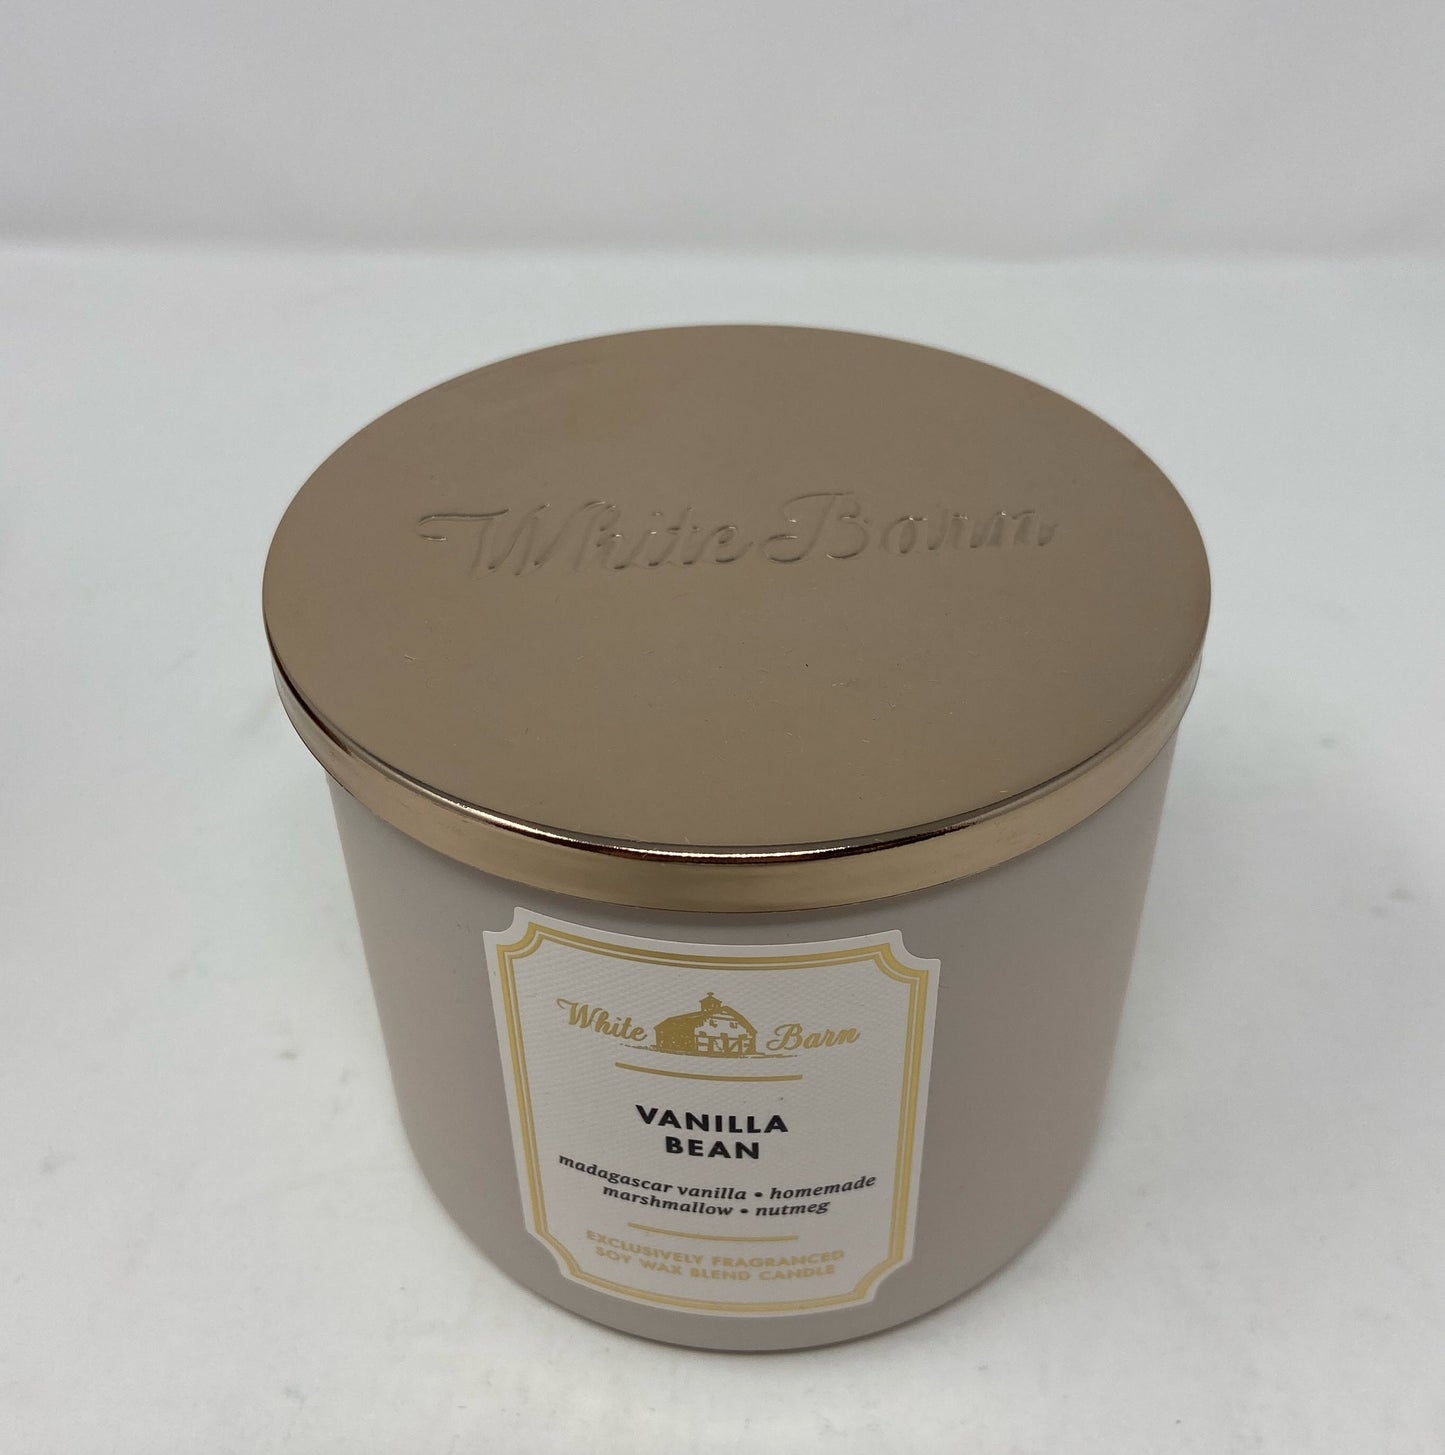 White Barn
White Barn
VANILLA
BEAN
madagascar vanilla • homemade
marshmallow • nutmeg
EXCLUSIVELY FRAGRANCED
SOY WAX BLEND CANDLE